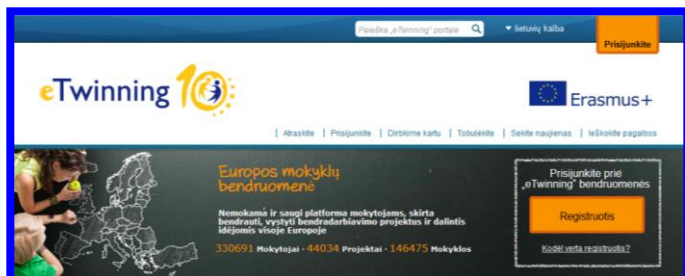 Paieška „eTwinning" portale
lietuvių kalba
Prisijunkite
eTwinning 10
Erasmus+
| Atraskite | Prisijunkite | Dirbkime kartu | Tobulėkite | Sekite naujienas | Ieškokite pagalbos
Europos mokyklų
bendruomenė
Nemokama ir saugi platforma mokytojams, skirta
bendrauti, vystyti bendradarbiavimo projektus ir dalintis
idėjomis visoje Europoje
330691 Mokytojai · 44034 Projektai · 146475 Mokyklos
Prisijunkite prie
„eTwinning" bendruomenės
Registruotis
Kodėl verta registruotis?